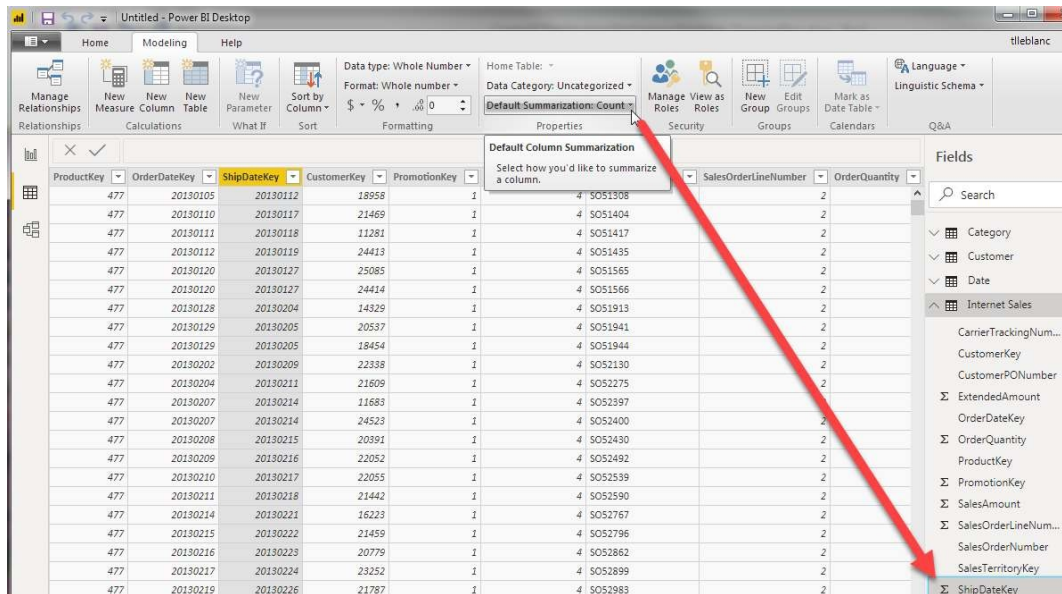 Untitled - Power BI Desktop
Home Modeling Help tlleblanc
Manage Relationships
New Measure
New Column
New Table
New Parameter
Sort by Column
Data type: Whole Number
Format: Whole number
$ % , .00 0
Home Table:
Data Category: Uncategorized
Default Summarization: Count
Manage Roles
View as Roles
New Group
Edit Groups
Mark as Date Table
Language
Linguistic Schema
Relationships Calculations What If Sort Formatting Properties Security Groups Calendars Q&A
Default Column Summarization
Select how you'd like to summarize
a column.
ProductKey OrderDateKey ShipDateKey CustomerKey PromotionKey SalesOrderLineNumber OrderQuantity
477 20130105 20130112 18958 1 4 SO51308 2
477 20130110 20130117 21469 1 4 SO51404 2
477 20130111 20130118 11281 1 4 SO51417 2
477 20130112 20130119 24413 1 4 SO51435 2
477 20130120 20130127 25085 1 4 SO51565 2
477 20130120 20130127 24414 1 4 SO51566 2
477 20130128 20130204 14329 1 4 SO51913 2
477 20130129 20130205 20537 1 4 SO51941 2
477 20130129 20130205 18454 1 4 SO51944 2
477 20130202 20130209 22338 1 4 SO52130 2
477 20130204 20130211 21609 1 4 SO52275 2
477 20130207 20130214 11683 1 4 SO52397
477 20130207 20130214 24523 1 4 SO52400 2
477 20130208 20130215 20391 1 4 SO52430 2
477 20130209 20130216 22052 1 4 SO52492 2
477 20130210 20130217 22055 1 4 SO52539 2
477 20130211 20130218 21442 1 4 SO52590 2
477 20130214 20130221 16223 1 4 SO52767 2
477 20130215 20130222 21459 1 4 SO52796 2
477 20130216 20130223 20779 1 4 SO52862 2
477 20130217 20130224 23252 1 4 SO52899 2
477 20130219 20130226 21787 1 4 SO52983 2
Fields
Search
Category
Customer
Date
Internet Sales
CarrierTrackingNum...
CustomerKey
CustomerPONumber
Σ ExtendedAmount
OrderDateKey
Σ OrderQuantity
ProductKey
Σ PromotionKey
Σ SalesAmount
Σ SalesOrderLineNum...
SalesOrderNumber
SalesTerritoryKey
Σ ShipDateKey